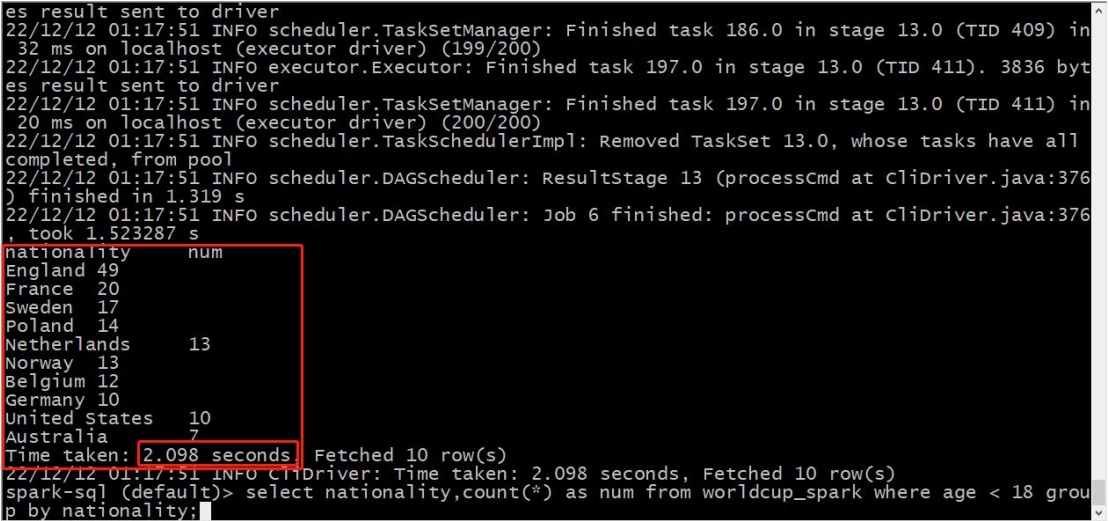 es result sent to driver
22/12/12 01:17:51 INFO scheduler.TaskSetManager: Finished task 186.0 in stage 13.0 (TID 409) in
 32 ms on localhost (executor driver) (199/200)
22/12/12 01:17:51 INFO executor.Executor: Finished task 197.0 in stage 13.0 (TID 411). 3836 byt
es result sent to driver
22/12/12 01:17:51 INFO scheduler.TaskSetManager: Finished task 197.0 in stage 13.0 (TID 411) in
 20 ms on localhost (executor driver) (200/200)
22/12/12 01:17:51 INFO scheduler.TaskSchedulerImpl: Removed TaskSet 13.0, whose tasks have all
completed, from pool
22/12/12 01:17:51 INFO scheduler.DAGScheduler: ResultStage 13 (processCmd at CliDriver.java:376
) finished in 1.319 s
22/12/12 01:17:51 INFO scheduler.DAGScheduler: Job 6 finished: processCmd at CliDriver.java:376
, took 1.523287 s
nationality num
England 49
France 20
Sweden 17
Poland 14
Netherlands 13
Norway 13
Belgium 12
Germany 10
United States 10
Australia 7
Time taken: 2.098 seconds, Fetched 10 row(s)
22/12/12 01:17:51 INFO CliDriver: Time taken: 2.098 seconds, Fetched 10 row(s)
spark-sql (default)> select nationality,count(*) as num from worldcup_spark where age < 18 grou
p by nationality;